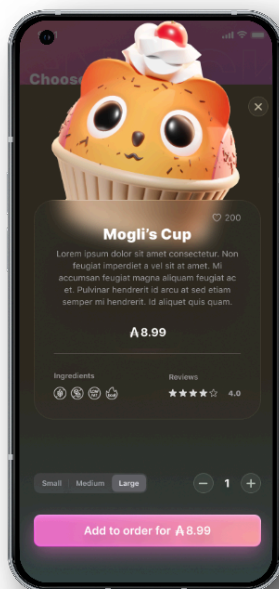 Choose
200
Mogli's Cup
Lorem ipsum dolor sit amet consectetur. Non
feugiat imperdiet a vel sit at amet. Mi
accumsan feugiat magna aliquam feugiat ac
et. Pulvinar hendrerit id arcu at sed etiam
semper mi hendrerit. Id aliquet quis quam.
8.99
Ingredients
Reviews
4.0
Small Medium Large
1
Add to order for 8.99